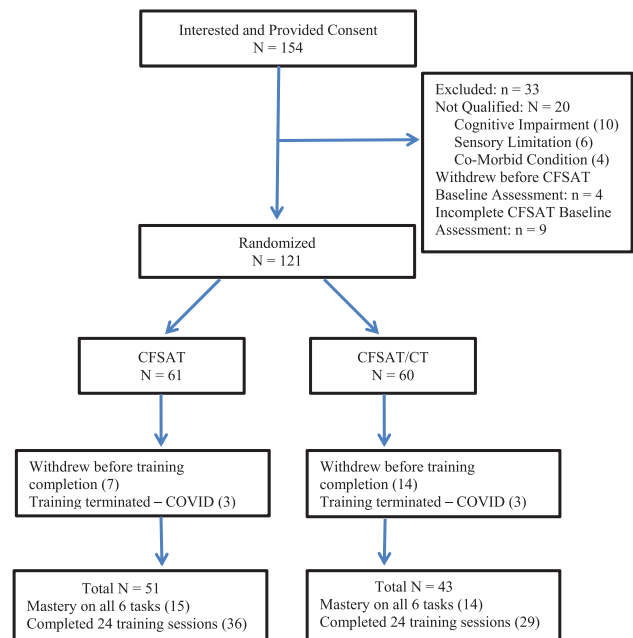 Interested and Provided Consent
N = 154
Excluded: n = 33
Not Qualified: N = 20
Cognitive Impairment (10)
Sensory Limitation (6)
Co-Morbid Condition (4)
Withdrew before CFSAT
Baseline Assessment: n = 4
Incomplete CFSAT Baseline
Assessment: n = 9
Randomized
N = 121
CFSAT
N = 61
CFSAT/CT
N = 60
Withdrew before training
completion (7)
Training terminated – COVID (3)
Withdrew before training
completion (14)
Training terminated – COVID (3)
Total N = 51
Mastery on all 6 tasks (15)
Completed 24 training sessions (36)
Total N = 43
Mastery on all 6 tasks (14)
Completed 24 training sessions (29)